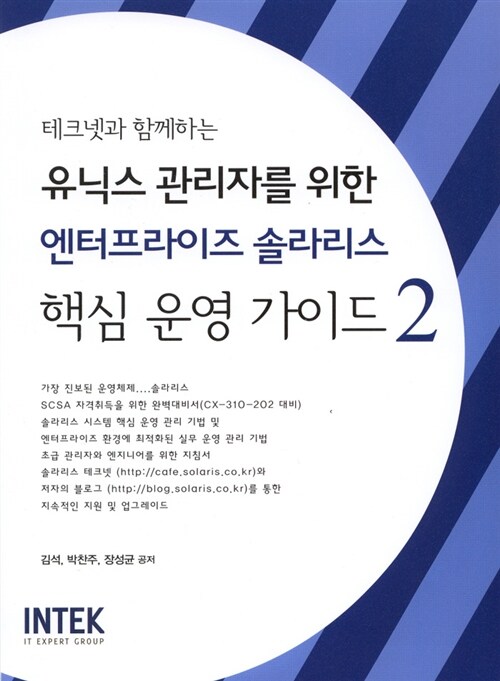 테크넷과 함께하는
유닉스 관리자를 위한
엔터프라이즈 솔라리스
핵심 운영 가이드 2
가장 진보된 운영체제....솔라리스
SCSA 자격취득을 위한 완벽대비서(CX-310-202 대비)
솔라리스 시스템 핵심 운영 관리 기법 및
엔터프라이즈 환경에 최적화된 실무 운영 관리 기법
초급 관리자와 엔지니어를 위한 지침서
솔라리스 테크넷 (http://cafe.solaris.co.kr)와
저자의 블로그 (http://blog.solaris.co.kr)를 통한
지속적인 지원 및 업그레이드
김석, 박찬주, 장성균 공저
INTEK
IT EXPERT GROUP